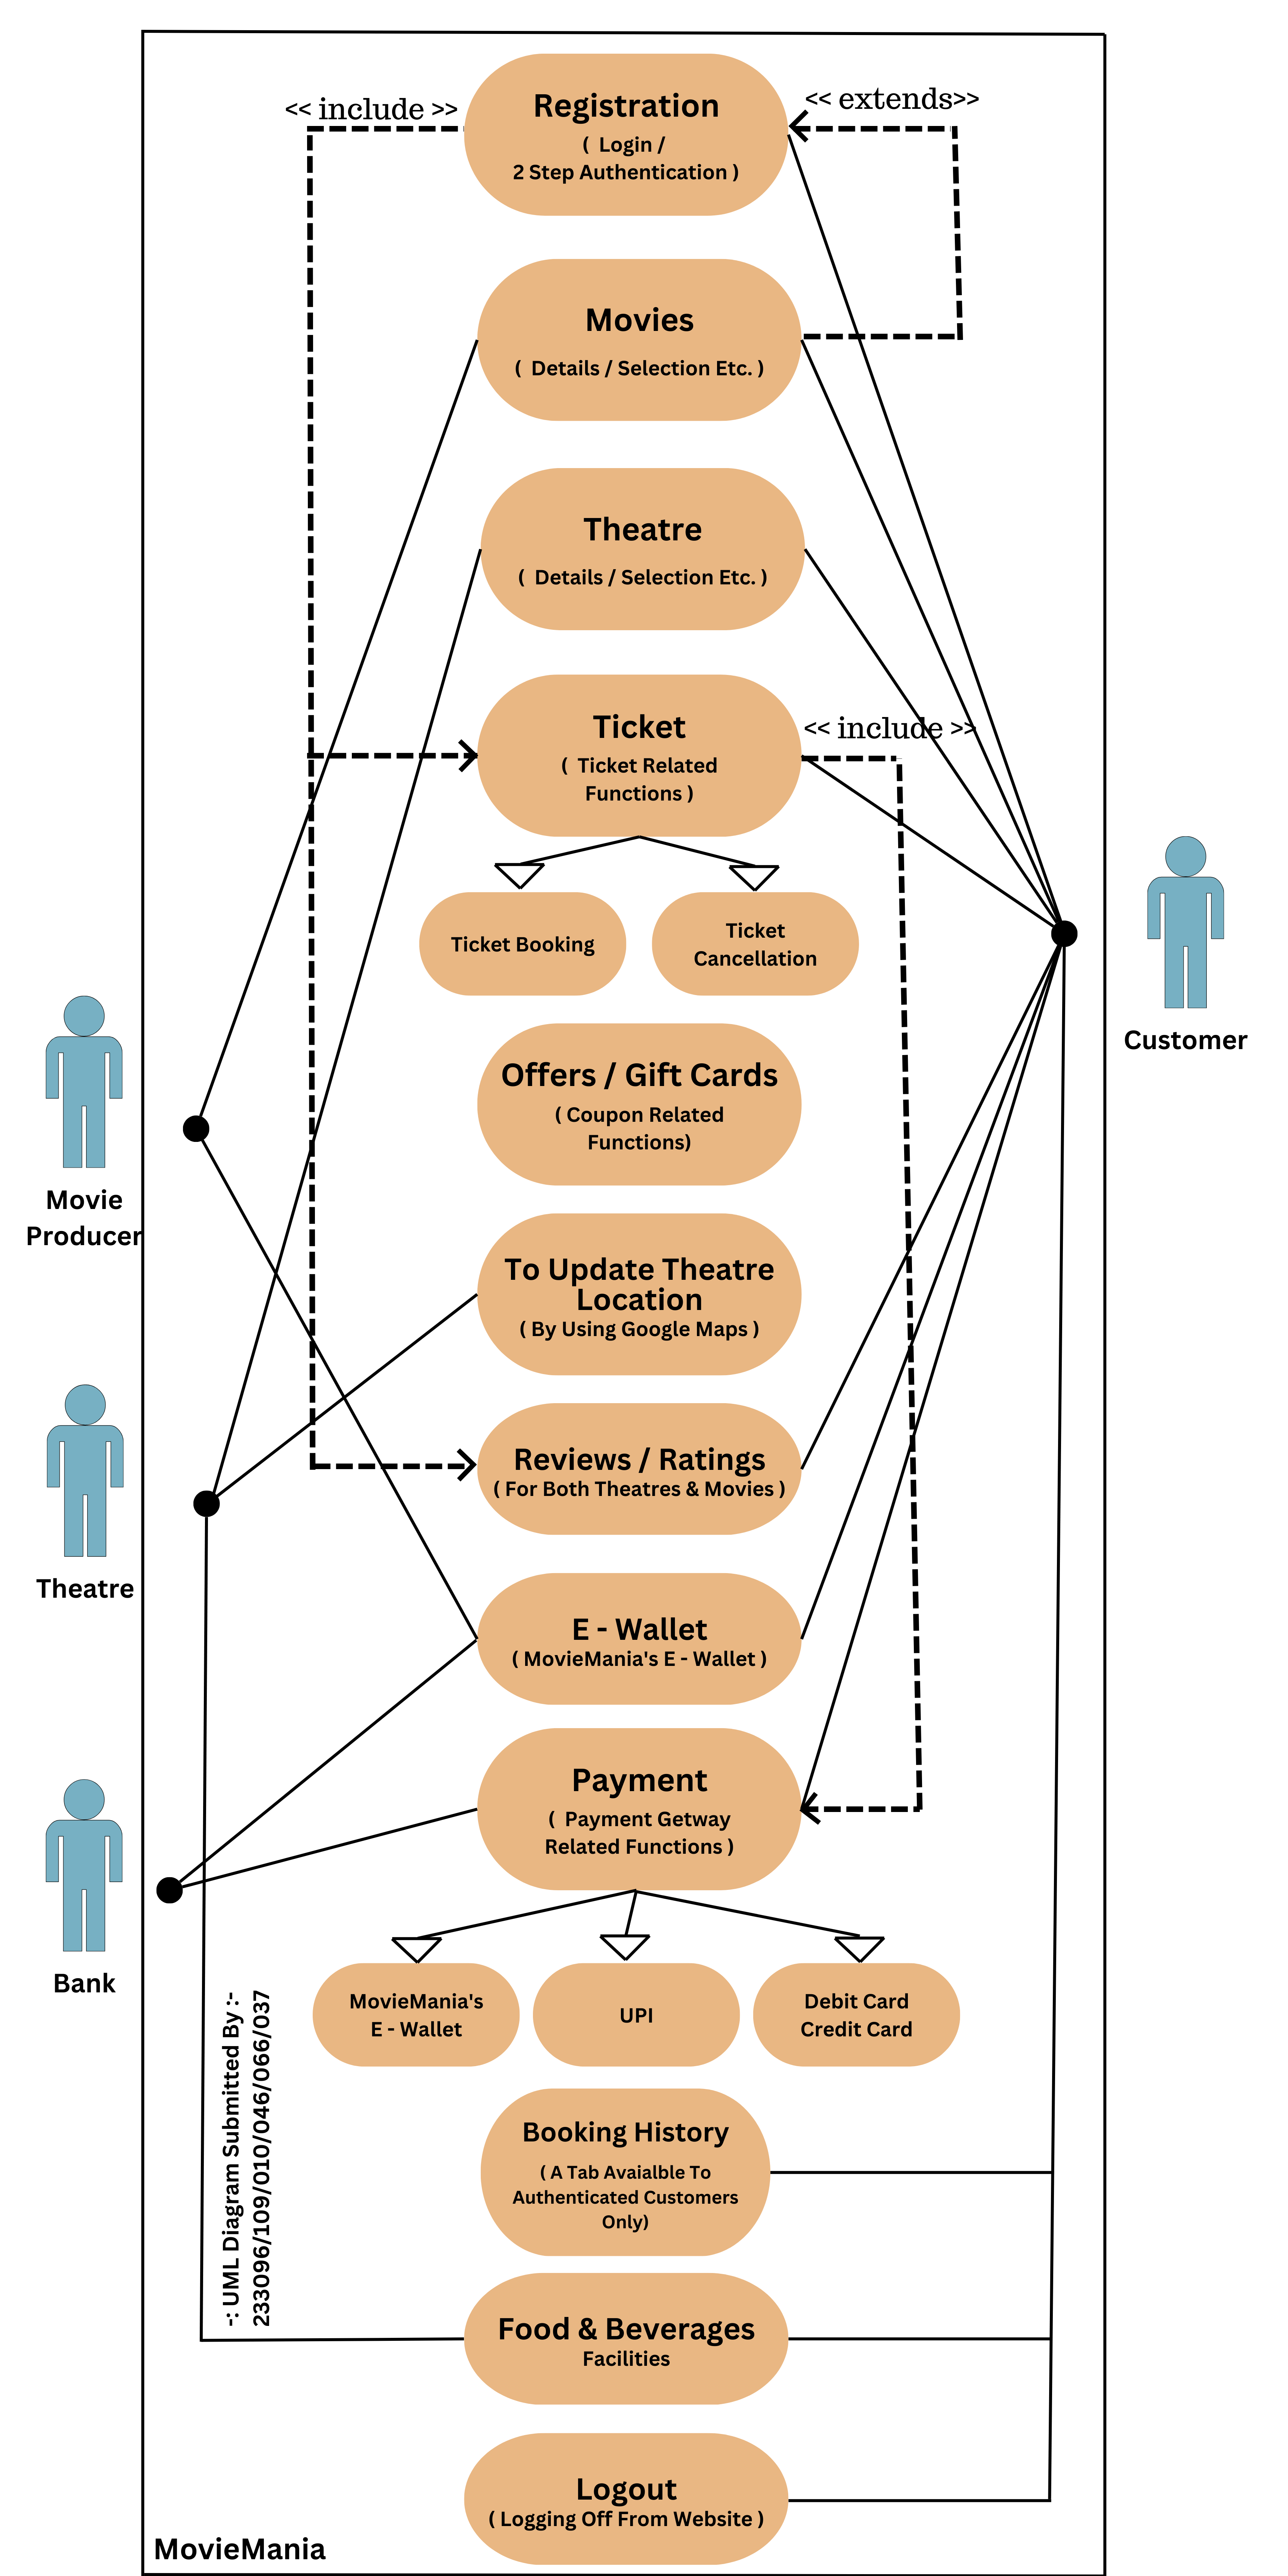 << include >>
<< extends>>
Registration
( Login /
2 Step Authentication )
Movies
( Details / Selection Etc. )
Theatre
( Details / Selection Etc. )
<< include >>
Ticket
( Ticket Related
Functions )
Ticket Booking
Ticket
Cancellation
Customer
Offers / Gift Cards
( Coupon Related
Functions)
Movie
Producer
To Update Theatre
Location
( By Using Google Maps )
Reviews / Ratings
( For Both Theatres & Movies )
Theatre
E - Wallet
( MovieMania's E - Wallet )
Payment
( Payment Getway
Related Functions )
Bank
MovieMania's
E - Wallet
UPI
Debit Card
Credit Card
-: UML Diagram Submitted By :-
233096/109/010/046/066/037
Booking History
( A Tab Avaialble To
Authenticated Customers
Only)
Food & Beverages
Facilities
Logout
( Logging Off From Website )
MovieMania